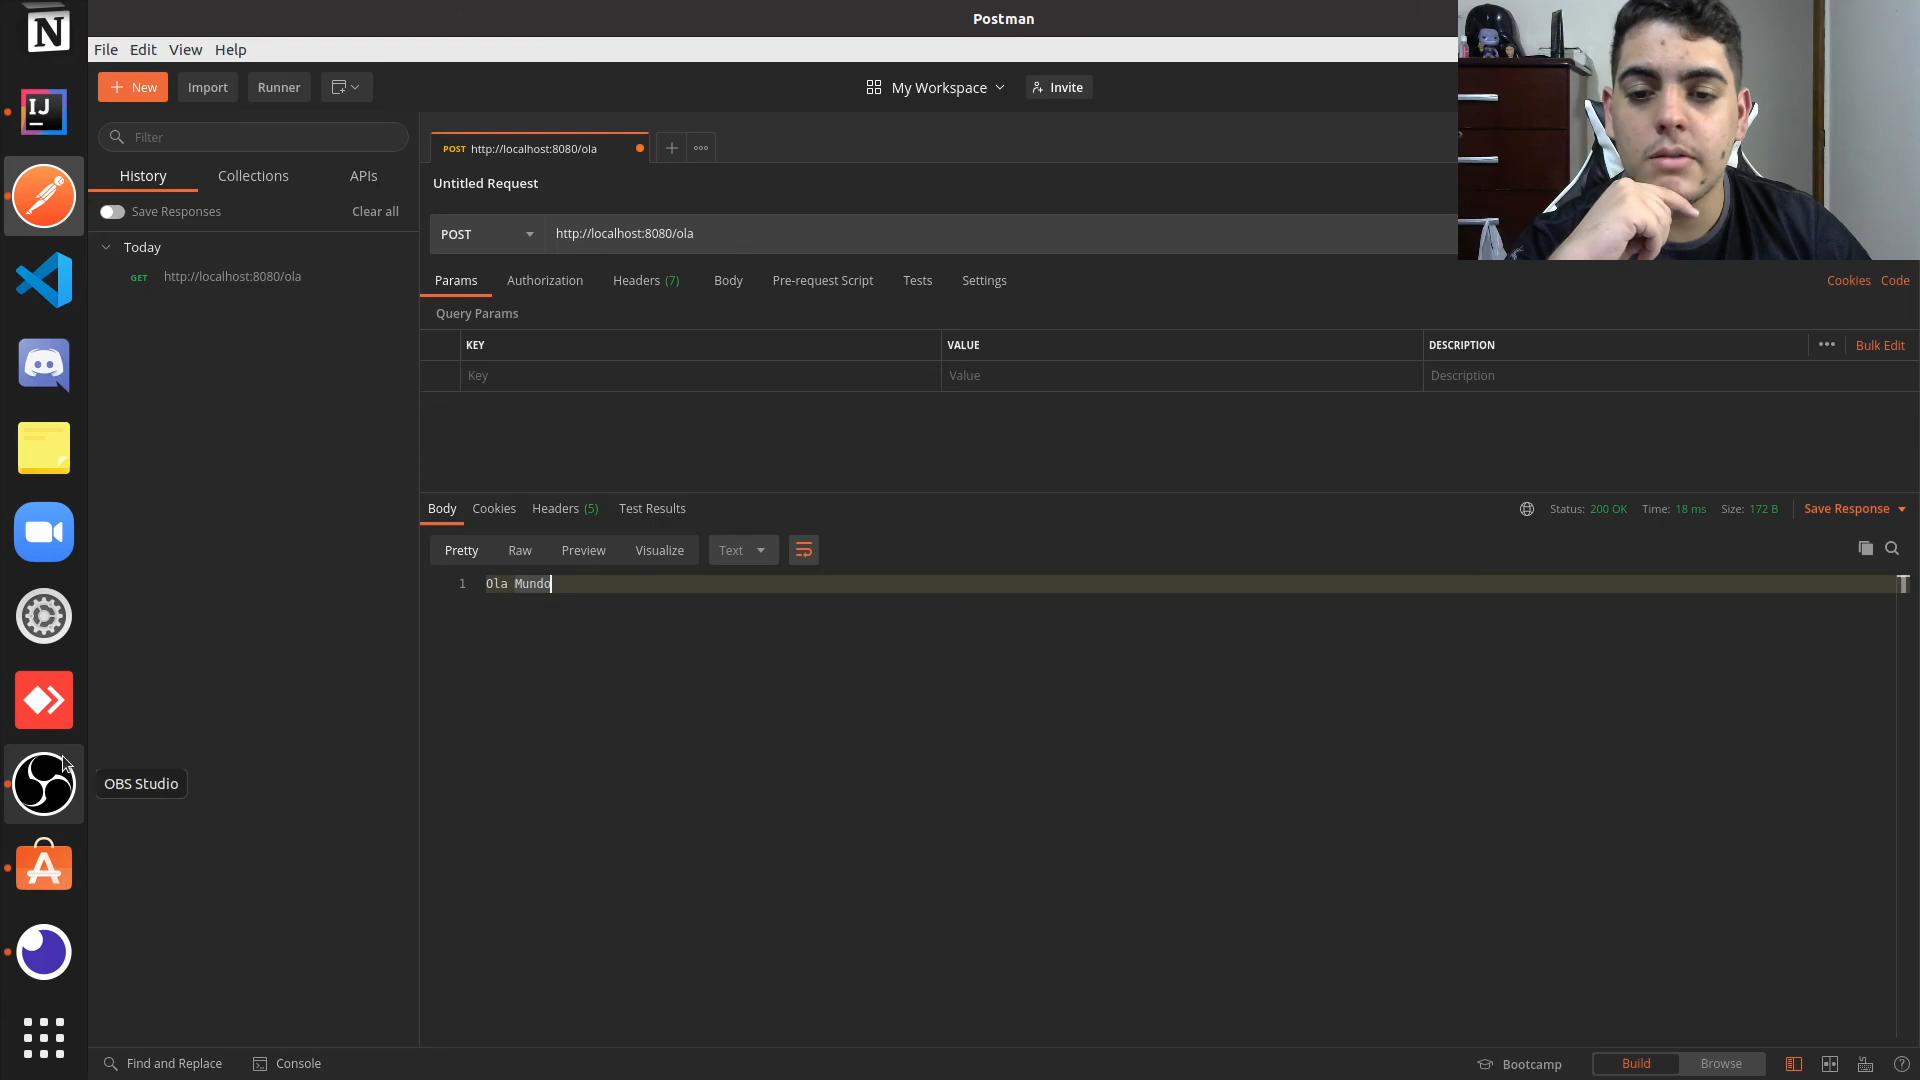 Postman
File Edit View Help
New Import Runner
My Workspace Invite
Filter
History Collections APIs
Save Responses Clear all
Today
GET http://localhost:8080/ola
POST http://localhost:8080/ola
Untitled Request
POST http://localhost:8080/ola
Params Authorization Headers (7) Body Pre-request Script Tests Settings Cookies Code
Query Params
KEY VALUE DESCRIPTION Bulk Edit
Key Value Description
Body Cookies Headers (5) Test Results Status: 200 OK Time: 18 ms Size: 172 B Save Response
Pretty Raw Preview Visualize Text
1 Ola Mundo
N
IJ
OBS Studio
Find and Replace Console Bootcamp Build Browse